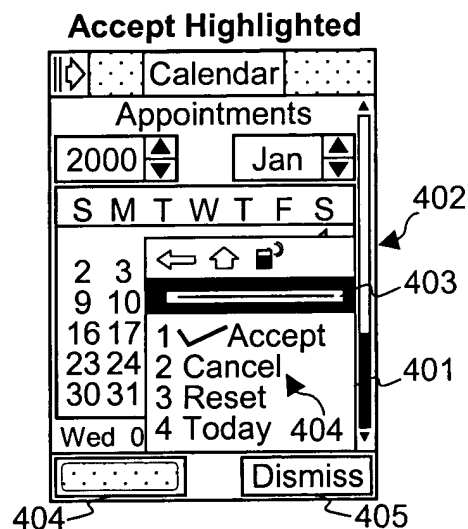 Accept Highlighted
Calendar
Appointments
2000 Jan
S M T W T F S
402
2 3
403
9 10
16 17 1 Accept
23 24 2 Cancel 401
30 31 3 Reset
Wed 0 4 Today 404
Dismiss
404 405